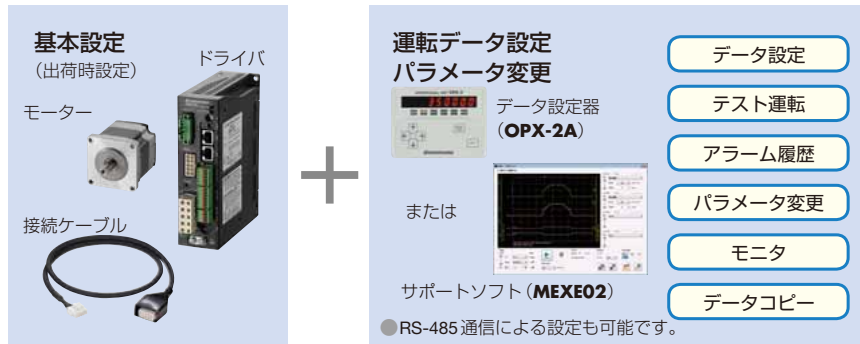 基本設定
（出荷時設定）
ドライバ
モーター
接続ケーブル
運転データ設定
パラメータ変更
データ設定器
（OPX-2A）
または
サポートソフト（MEXE02）
●RS-485通信による設定も可能です。
データ設定
テスト運転
アラーム履歴
パラメータ変更
モニタ
データコピー